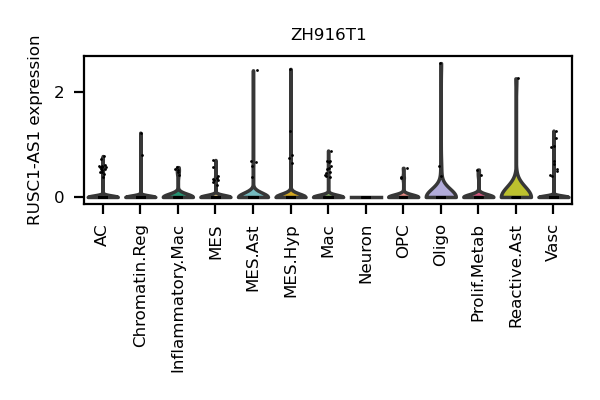 ZH916T1
RUSC1-AS1 expression
2
0
AC
Chromatin.Reg
Inflammatory.Mac
MES
MES.Ast
MES.Hyp
Mac
Neuron
OPC
Oligo
Prolif.Metab
Reactive.Ast
Vasc